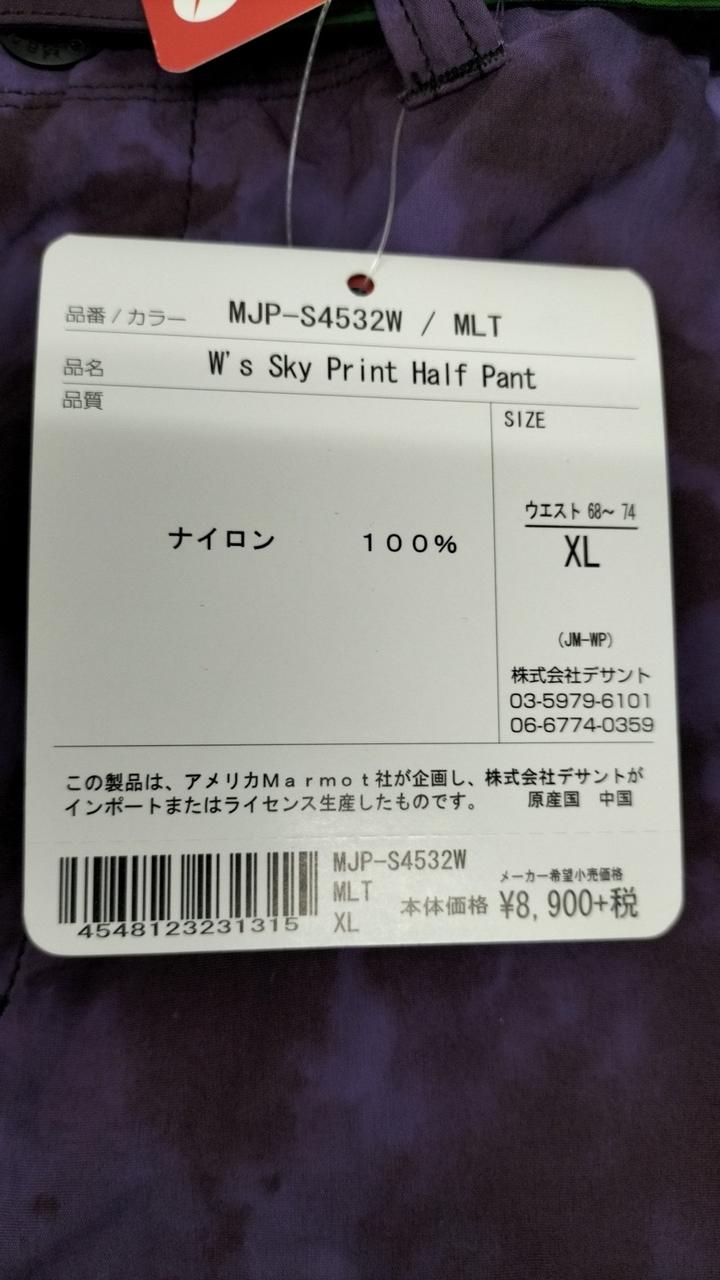 品番 / カラー MJP-S4532W / MLT
品名 W's Sky Print Half Pant
品質
SIZE
ナイロン 100%
ウエスト 68〜 74
XL
(JM-WP)
株式会社デサント
03-5979-6101
06-6774-0359
この製品は、アメリカMarmot社が企画し、株式会社デサントが
インポートまたはライセンス生産したものです。 原産国 中国
4548123231315
MJP-S4532W
MLT
XL
メーカー希望小売価格
本体価格 ¥8,900+税